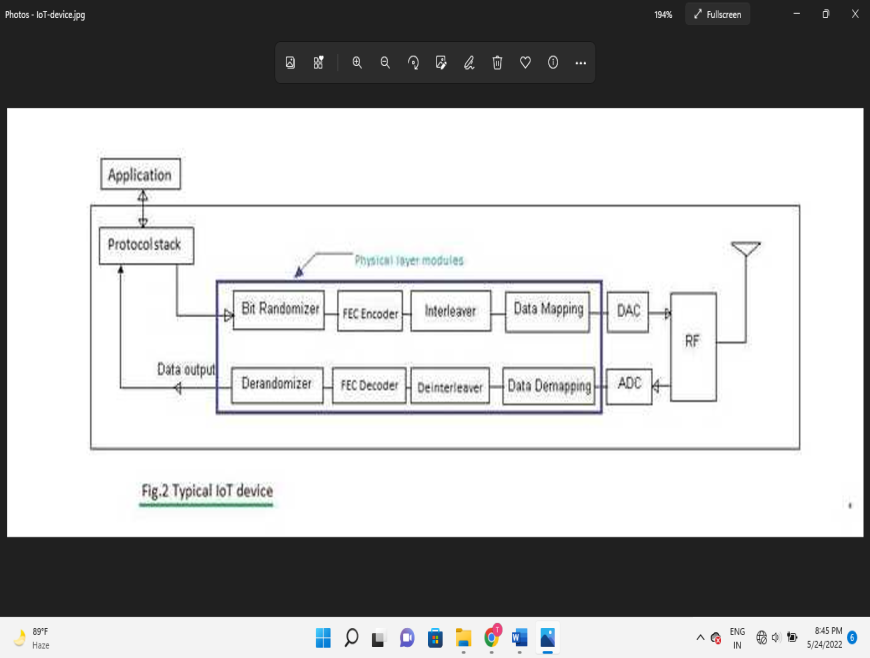 Photos - IoT-device.jpg
194%
Fullscreen
Application
Protocol stack
Physical layer modules
Bit Randomizer
FEC Encoder
Interleaver
Data Mapping
DAC
RF
Data output
Derandomizer
FEC Decoder
Deinterleaver
Data Demapping
ADC
Fig.2 Typical IoT device
89°F
Haze
T
W
ENG
IN
8:45 PM
5/24/2022
6